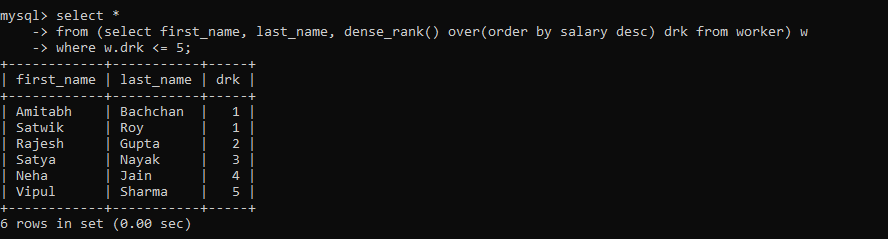 mysql> select *
    -> from (select first_name, last_name, dense_rank() over(order by salary desc) drk from worker) w
    -> where w.drk <= 5;
+------------+-----------+-----+
| first_name | last_name | drk |
+------------+-----------+-----+
| Amitabh    | Bachchan  |   1 |
| Satwik     | Roy       |   1 |
| Rajesh     | Gupta     |   2 |
| Satya      | Nayak     |   3 |
| Neha       | Jain      |   4 |
| Vipul      | Sharma    |   5 |
+------------+-----------+-----+
6 rows in set (0.00 sec)